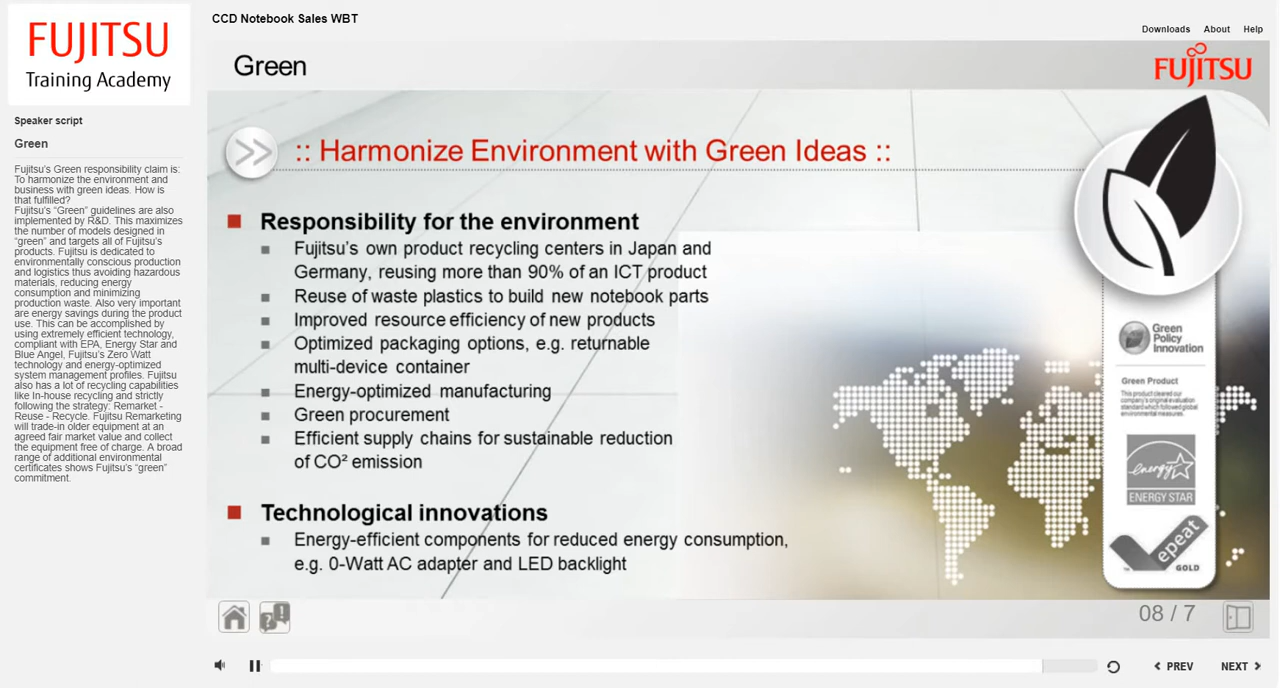 FUJITSU
Training Academy
CCD Notebook Sales WBT
Downloads About Help
Green
FUJITSU
Speaker script
Green
Fujitsu's Green responsibility claim is:
To harmonize the environment and
business with green ideas. How is
that fulfilled?
Fujitsu's "Green" guidelines are also
implemented by R&D. This maximizes
the number of models designed in
"green" and targets all of Fujitsu's
products. Fujitsu is dedicated to
environmentally conscious production
and logistics thus avoiding hazardous
materials, reducing energy
consumption and minimizing
production waste. Also very important
are energy savings during the product
use. This can be accomplished by
using extremely efficient technology,
compliant with EPA, Energy Star and
Blue Angel, Fujitsu's Zero Watt
technology and energy-optimized
system management profiles. Fujitsu
also has a lot of recycling capabilities
like In-house recycling and strictly
following the strategy: Remarket -
Reuse - Recycle. Fujitsu Remarketing
will trade-in older equipment at an
agreed fair market value and collect
the equipment free of charge. A broad
range of additional environmental
certificates shows Fujitsu's "green"
commitment.
:: Harmonize Environment with Green Ideas ::
Responsibility for the environment
Fujitsu's own product recycling centers in Japan and
Germany, reusing more than 90% of an ICT product
Reuse of waste plastics to build new notebook parts
Improved resource efficiency of new products
Optimized packaging options, e.g. returnable
multi-device container
Energy-optimized manufacturing
Green procurement
Efficient supply chains for sustainable reduction
of CO² emission
Technological innovations
Energy-efficient components for reduced energy consumption,
e.g. 0-Watt AC adapter and LED backlight
Green
Policy
Innovation
Green Product
This product cleared our
company's original evaluation
standard which followed global
environmental measures.
energy
ENERGY STAR
epeat
GOLD
08 / 7
PREV NEXT